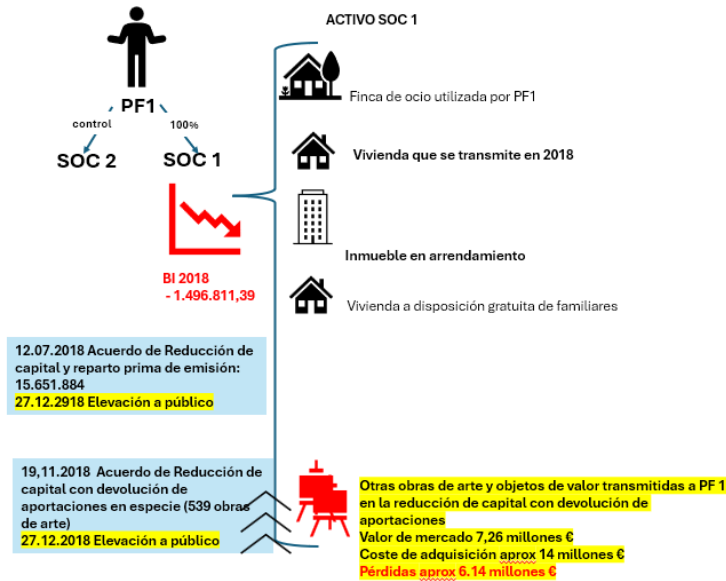 ACTIVO SOC 1
PF1
control
100%
SOC 2
SOC 1
Finca de ocio utilizada por PF1
Vivienda que se transmite en 2018
Inmueble en arrendamiento
BI 2018
- 1.496.811,39
Vivienda a disposición gratuita de familiares
12.07.2018 Acuerdo de Reducción de
capital y reparto prima de emisión:
15.651.884
27.12.2918 Elevación a público
19,11.2018 Acuerdo de Reducción de
capital con devolución de
aportaciones en especie (539 obras
de arte)
27.12.2018 Elevación a público
Otras obras de arte y objetos de valor transmitidas a PF 1
en la reducción de capital con devolución de
aportaciones
Valor de mercado 7,26 millones €
Coste de adquisición aprox 14 millones €
Pérdidas aprox 6.14 millones €